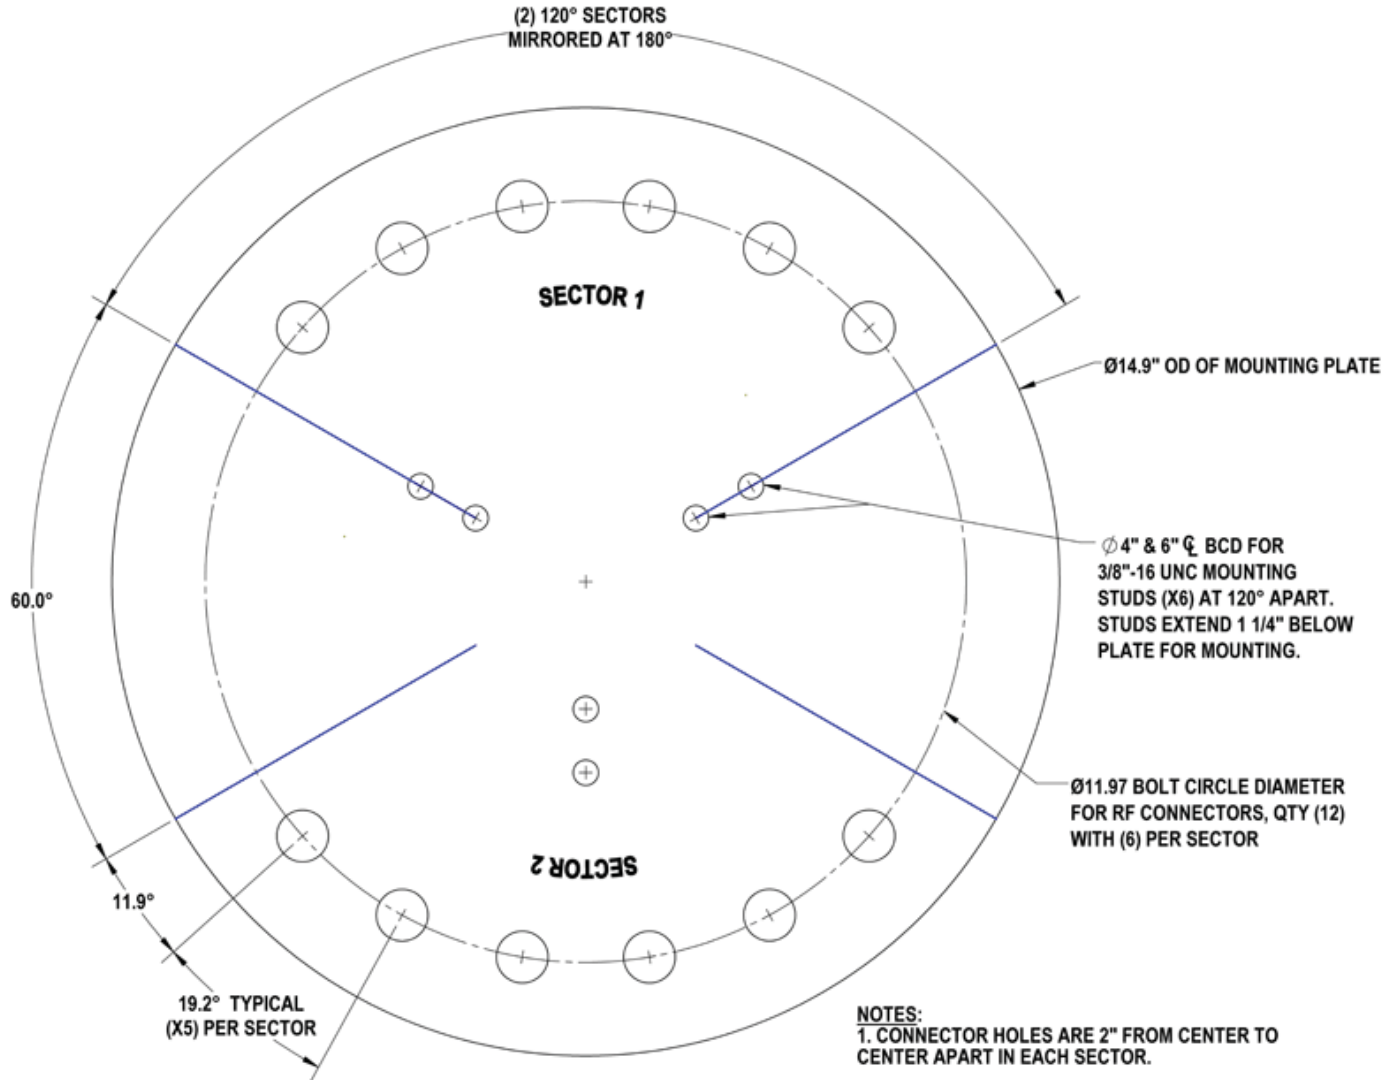 (2) 120° SECTORS
MIRRORED AT 180°
SECTOR 1
Ø14.9" OD OF MOUNTING PLATE
∅ 4" & 6" ℄ BCD FOR
3/8"-16 UNC MOUNTING
STUDS (X6) AT 120° APART.
STUDS EXTEND 1 1/4" BELOW
PLATE FOR MOUNTING.
60.0°
Ø11.97 BOLT CIRCLE DIAMETER
FOR RF CONNECTORS, QTY (12)
WITH (6) PER SECTOR
SECTOR 2
11.9°
19.2° TYPICAL
(X5) PER SECTOR
NOTES:
1. CONNECTOR HOLES ARE 2" FROM CENTER TO
CENTER APART IN EACH SECTOR.